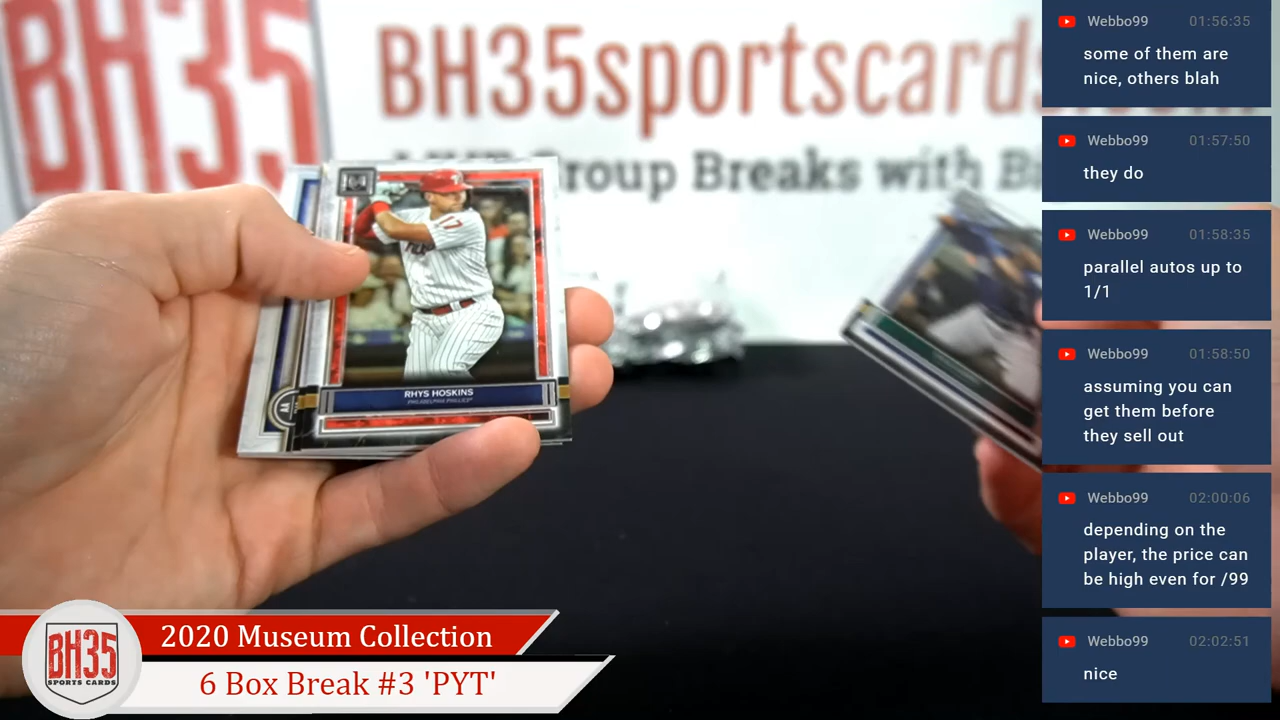 BH35
BH35sportscards.com
Group Breaks with
17
RHYS HOSKINS
PHILADELPHIA PHILLIES
2020 Museum Collection
6 Box Break #3 'PYT'
BH35
SPORTS CARDS
Webbo99 01:56:35
some of them are
nice, others blah
Webbo99 01:57:50
they do
Webbo99 01:58:35
parallel autos up to
1/1
Webbo99 01:58:50
assuming you can
get them before
they sell out
Webbo99 02:00:06
depending on the
player, the price can
be high even for /99
Webbo99 02:02:51
nice